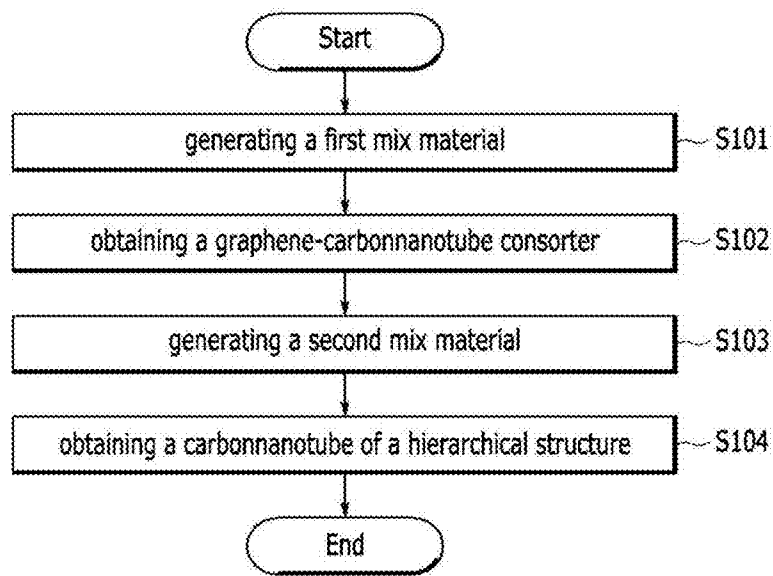 Start
generating a first mix material
S101
obtaining a graphene-carbonnanotube consorter
S102
generating a second mix material
S103
obtaining a carbonnanotube of a hierarchical structure
S104
End